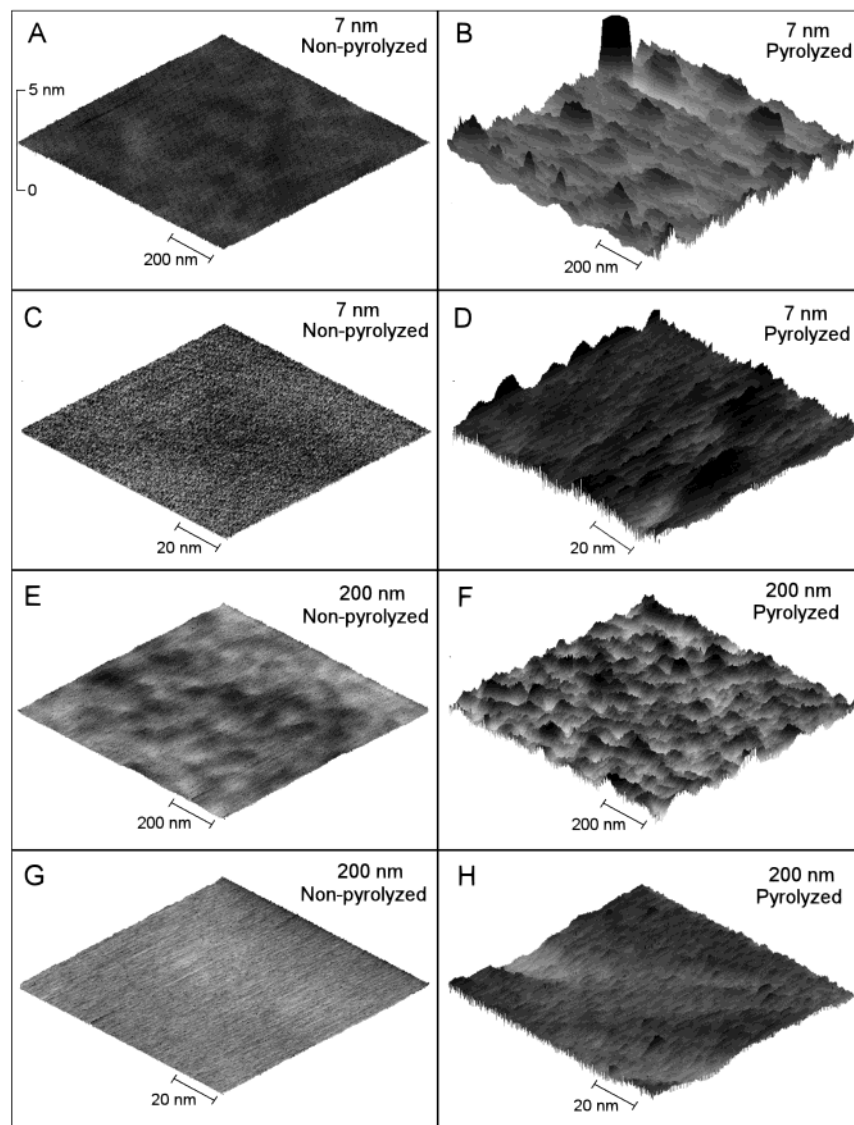 A
7 nm
Non-pyrolyzed
5 nm
0
200 nm
B
7 nm
Pyrolyzed
200 nm
C
7 nm
Non-pyrolyzed
20 nm
D
7 nm
Pyrolyzed
20 nm
E
200 nm
Non-pyrolyzed
200 nm
F
200 nm
Pyrolyzed
200 nm
G
200 nm
Non-pyrolyzed
20 nm
H
200 nm
Pyrolyzed
20 nm